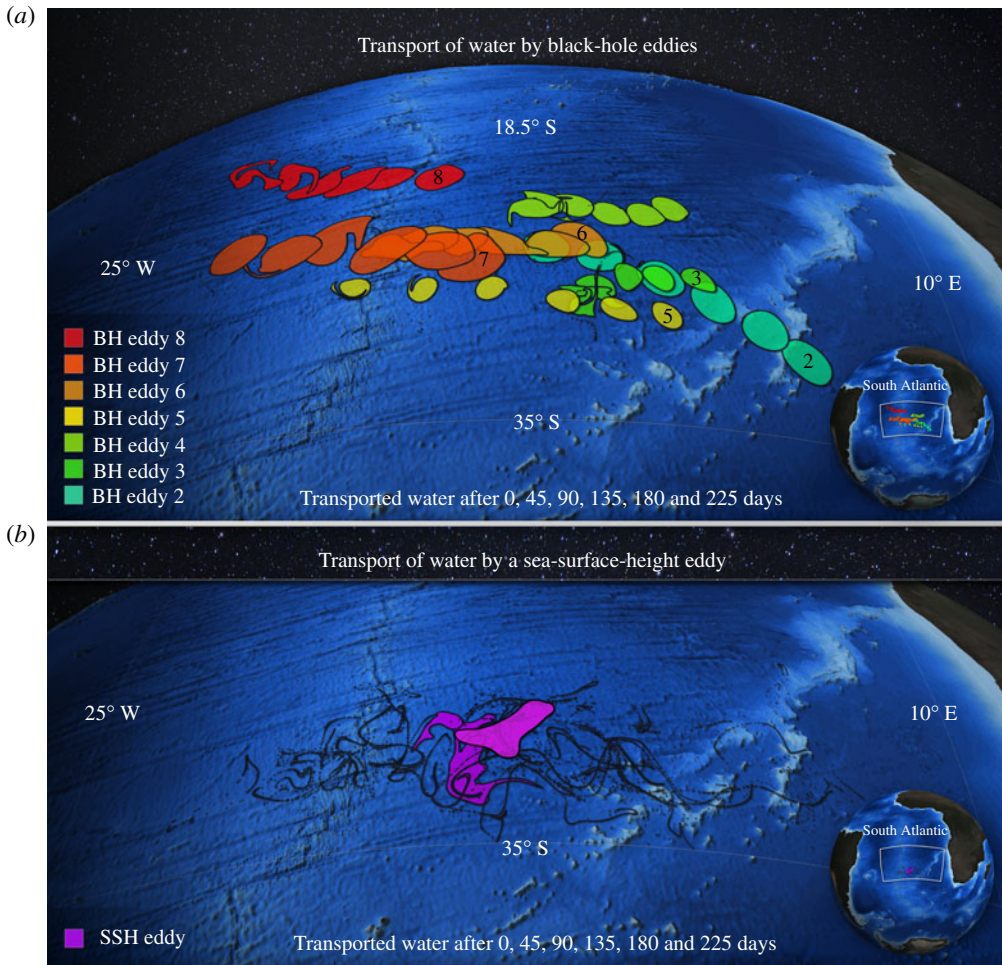 (a)
Transport of water by black-hole eddies
18.5° S
8
6
25° W
7
3
10° E
5
2
BH eddy 8
BH eddy 7
BH eddy 6
BH eddy 5
BH eddy 4
BH eddy 3
BH eddy 2
South Atlantic
35° S
Transported water after 0, 45, 90, 135, 180 and 225 days
(b)
Transport of water by a sea-surface-height eddy
25° W
10° E
South Atlantic
35° S
SSH eddy
Transported water after 0, 45, 90, 135, 180 and 225 days